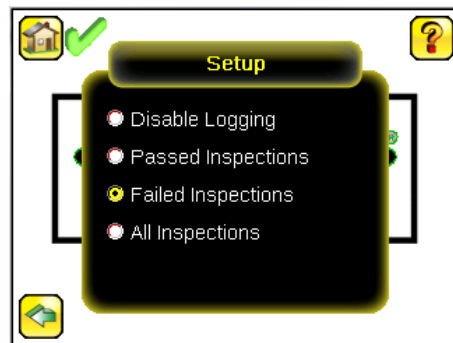 Setup
Disable Logging
Passed Inspections
Failed Inspections
All Inspections